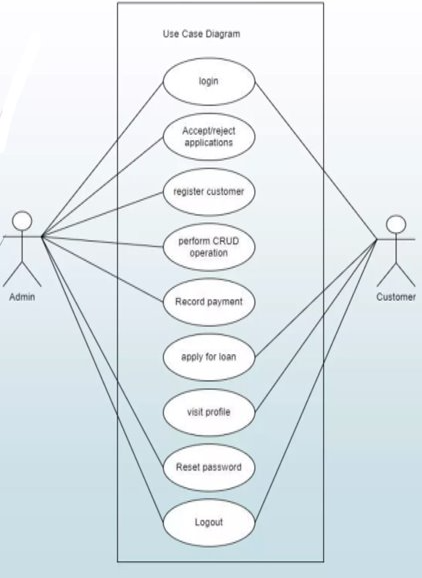 Use Case Diagram
login
Accept/reject
applications
register customer
perform CRUD
operation
Admin
Customer
Record payment
apply for loan
visit profile
Reset password
Logout